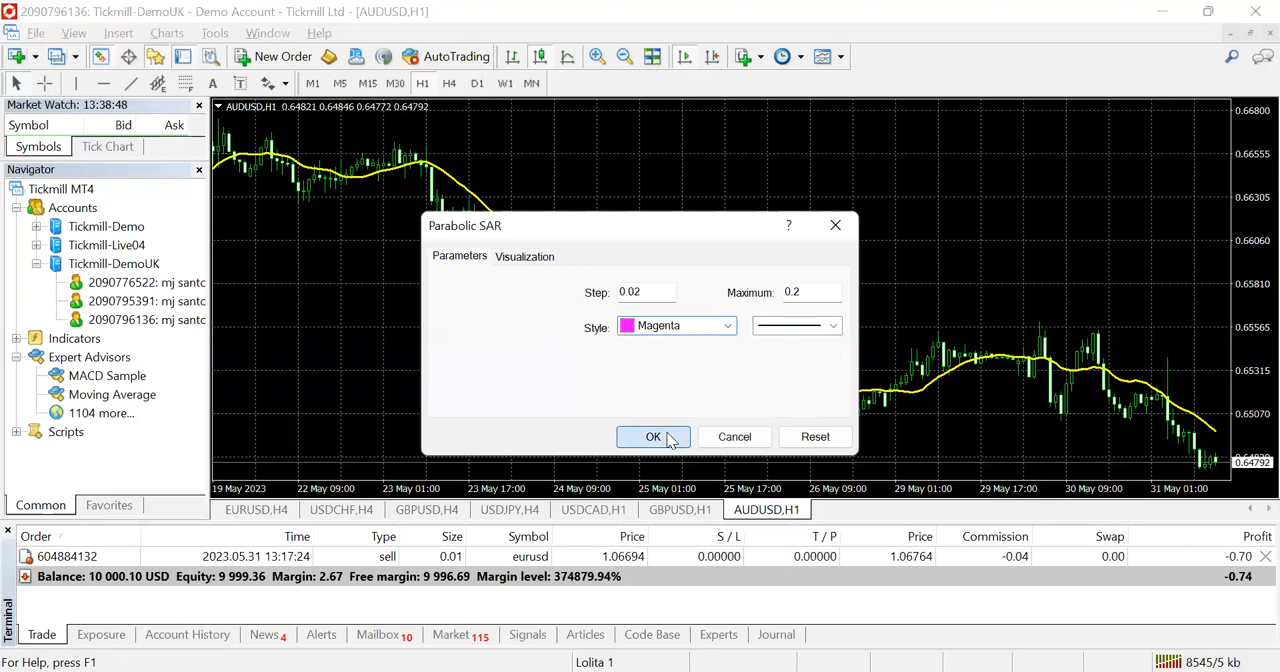 2090796136: Tickmill-DemoUK - Demo Account - Tickmill Ltd - [AUDUSD,H1]
File View Insert Charts Tools Window Help
New Order AutoTrading
A T M1 M5 M15 M30 H1 H4 D1 W1 MN
Market Watch: 13:38:48
Symbol Bid Ask
Symbols Tick Chart
Navigator
Tickmill MT4
Accounts
Tickmill-Demo
Tickmill-Live04
Tickmill-DemoUK
2090776522: mj santc
2090795391: mj santc
2090796136: mj santc
Indicators
Expert Advisors
MACD Sample
Moving Average
1104 more...
Scripts
Common Favorites
AUDUSD,H1 0.64821 0.64846 0.64772 0.64792
0.66800
0.66555
0.66305
0.66060
0.65810
0.65565
0.65315
0.65070
0.64792
Parabolic SAR ?
Parameters Visualization
Step: 0.02 Maximum: 0.2
Style: Magenta
OK Cancel Reset
19 May 2023 22 May 09:00 23 May 01:00 23 May 17:00 24 May 09:00 25 May 01:00 25 May 17:00 26 May 09:00 29 May 01:00 29 May 17:00 30 May 09:00 31 May 01:00
EURUSD,H4 USDCHF,H4 GBPUSD,H4 USDJPY,H4 USDCAD,H1 GBPUSD,H1 AUDUSD,H1
Order Time Type Size Symbol Price S / L T / P Price Commission Swap Profit
604884132 2023.05.31 13:17:24 sell 0.01 eurusd 1.06694 0.00000 0.00000 1.06764 -0.04 0.00 -0.70
Balance: 10 000.10 USD Equity: 9 999.36 Margin: 2.67 Free margin: 9 996.69 Margin level: 374879.94% -0.74
Terminal
Trade Exposure Account History News 4 Alerts Mailbox 10 Market 115 Signals Articles Code Base Experts Journal
For Help, press F1 Lolita 1 8545/5 kb